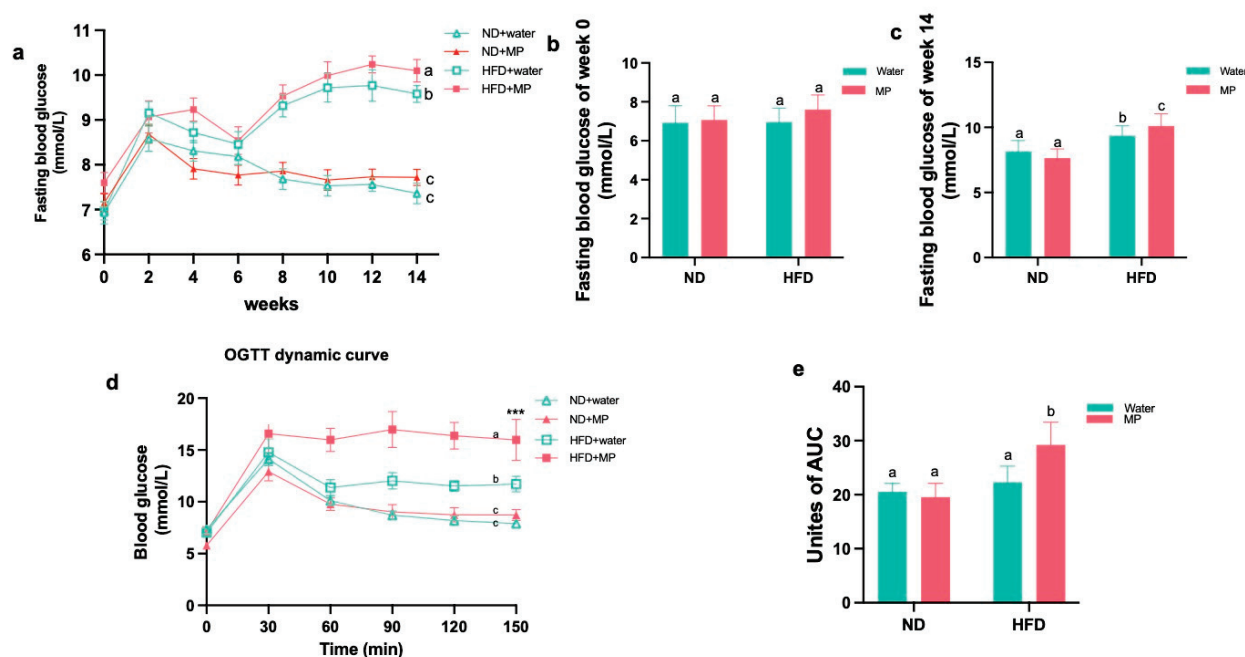 a
Fasting blood glucose
(mmol/L)
11
10
9
8
7
6
0 2 4 6 8 10 12 14
weeks
ND+water
ND+MP
HFD+water
HFD+MP
a
b
c
c
b
Fasting blood glucose of week 0
(mmol/L)
10
8
6
4
2
0
a a a a
ND HFD
Water
MP
c
Fasting blood glucose of week 14
(mmol/L)
15
10
5
0
a a b c
ND HFD
Water
MP
OGTT dynamic curve
d
Blood glucose
(mmol/L)
20
15
10
5
0
0 30 60 90 120 150
Time (min)
ND+water
ND+MP
HFD+water
HFD+MP
***
a
b
c
c
e
Unites of AUC
40
30
20
10
0
a a a b
ND HFD
Water
MP